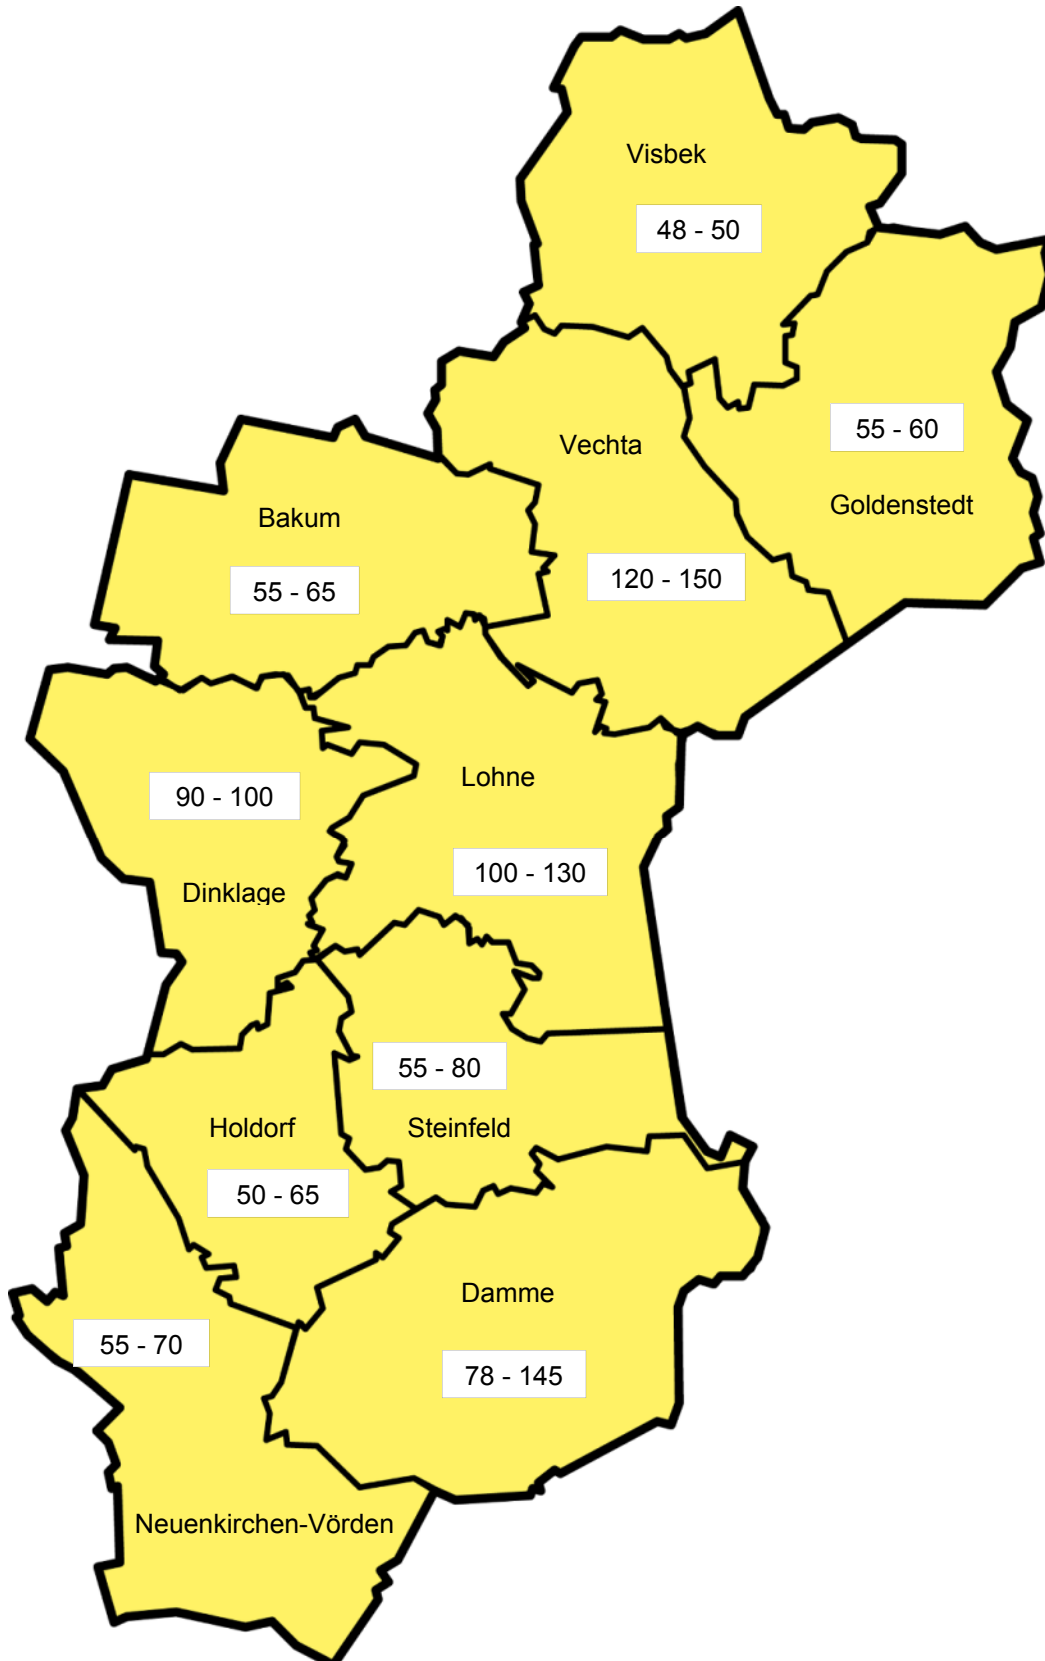 Visbek
48 - 50
55 - 60
Goldenstedt
Vechta
120 - 150
Bakum
55 - 65
90 - 100
Dinklage
Lohne
100 - 130
55 - 80
Steinfeld
Holdorf
50 - 65
Damme
78 - 145
55 - 70
Neuenkirchen-Vörden